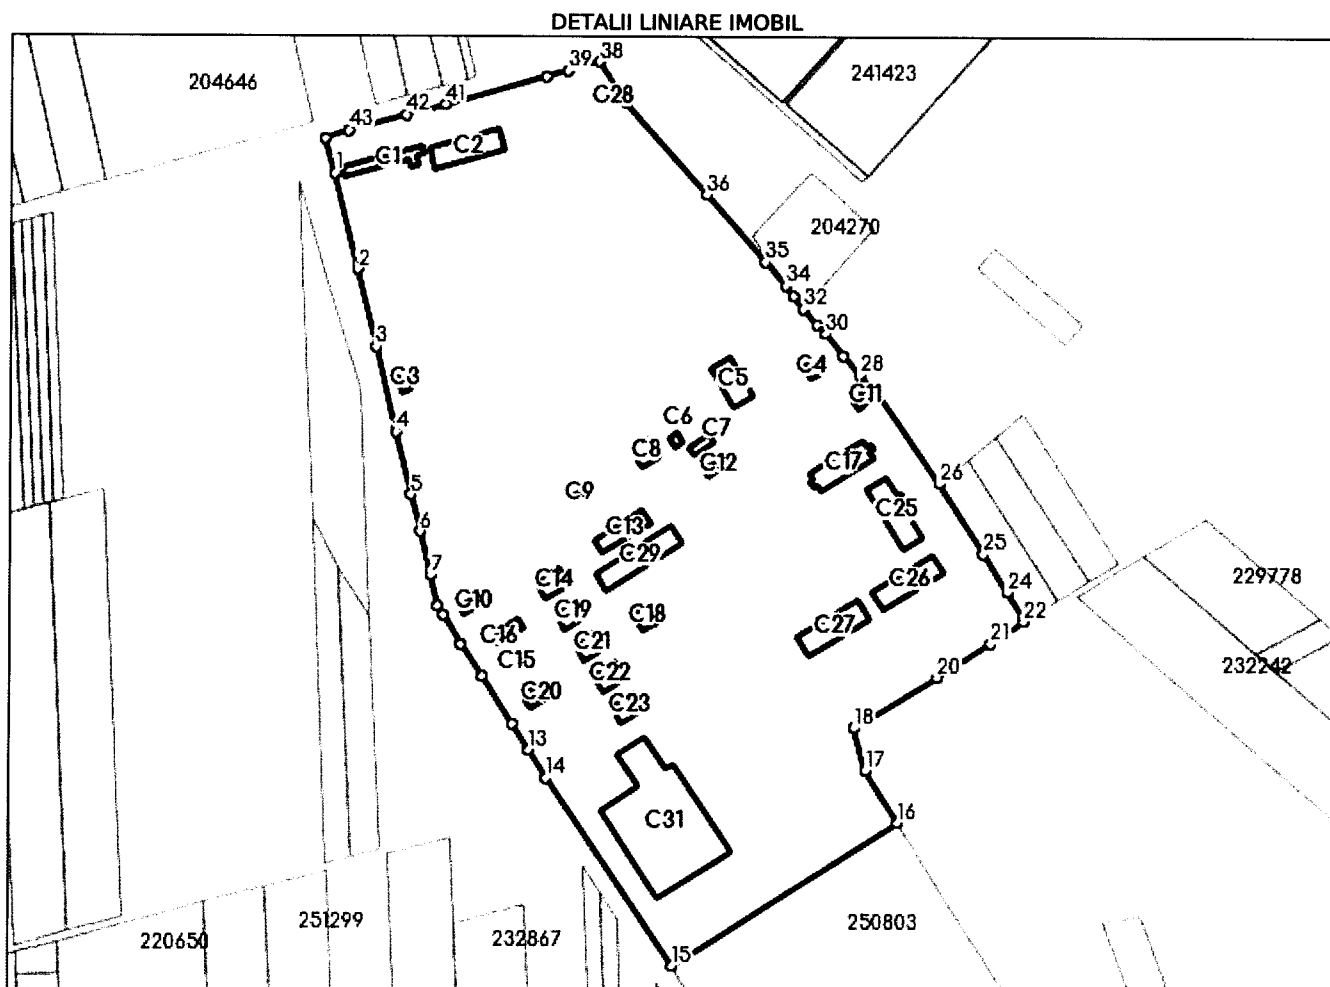 DETALII LINIARE IMOBIL
38
39
204646
241423
C28
41
42
43
C2
C1
1
36
204270
35
2
34
32
30
3
C4
28
C3
C5
C11
C6
4
C7
C8
C12
C17
26
C9
5
C25
6
C13
C29
25
7
C14
C26
24
229778
C10
C19
C18
22
C16
C27
21
C21
C15
232242
C22
20
C20
C23
18
13
14
17
C31
16
251299
250803
220650
232867
15